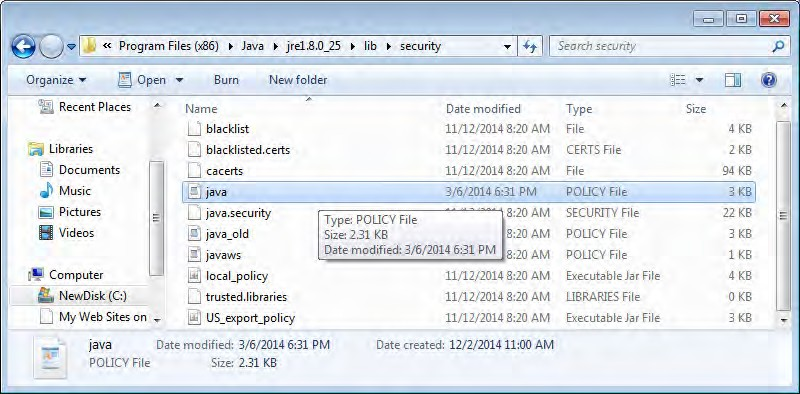 « Program Files (x86) Java jre1.8.0_25 lib security Search security
Organize Open Burn New folder
Recent Places
Libraries
Documents
Music
Pictures
Videos
Computer
NewDisk (C:)
My Web Sites on
Name Date modified Type Size
blacklist 11/12/2014 8:20 AM File 4 KB
blacklisted.certs 11/12/2014 8:20 AM CERTS File 2 KB
cacerts 11/12/2014 8:20 AM File 94 KB
java 3/6/2014 6:31 PM POLICY File 3 KB
java.security 11/12/2014 8:20 AM SECURITY File 22 KB
java_old 8:20 AM POLICY File 3 KB
javaws 8:20 AM POLICY File 1 KB
local_policy 11/12/2014 8:20 AM Executable Jar File 4 KB
trusted.libraries 11/12/2014 8:20 AM LIBRARIES File 0 KB
US_export_policy 11/12/2014 8:20 AM Executable Jar File 3 KB
Type: POLICY File
Size: 2.31 KB
Date modified: 3/6/2014 6:31 PM
java Date modified: 3/6/2014 6:31 PM Date created: 12/2/2014 11:00 AM
POLICY File Size: 2.31 KB